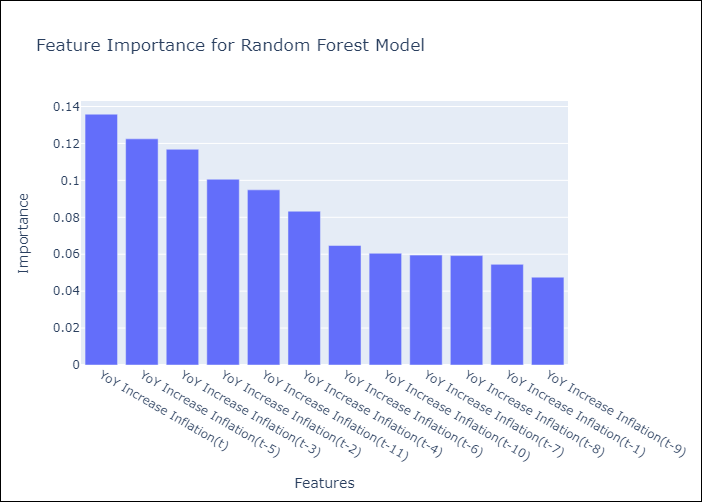 Feature Importance for Random Forest Model
0.14
0.12
0.1
0.08
0.06
0.04
0.02
0
Importance
YoY Increase Inflation(t)
YoY Increase Inflation(t-5)
YoY Increase Inflation(t-3)
YoY Increase Inflation(t-2)
YoY Increase Inflation(t-11)
YoY Increase Inflation(t-4)
YoY Increase Inflation(t-6)
YoY Increase Inflation(t-10)
YoY Increase Inflation(t-7)
YoY Increase Inflation(t-8)
YoY Increase Inflation(t-1)
YoY Increase Inflation(t-9)
Features